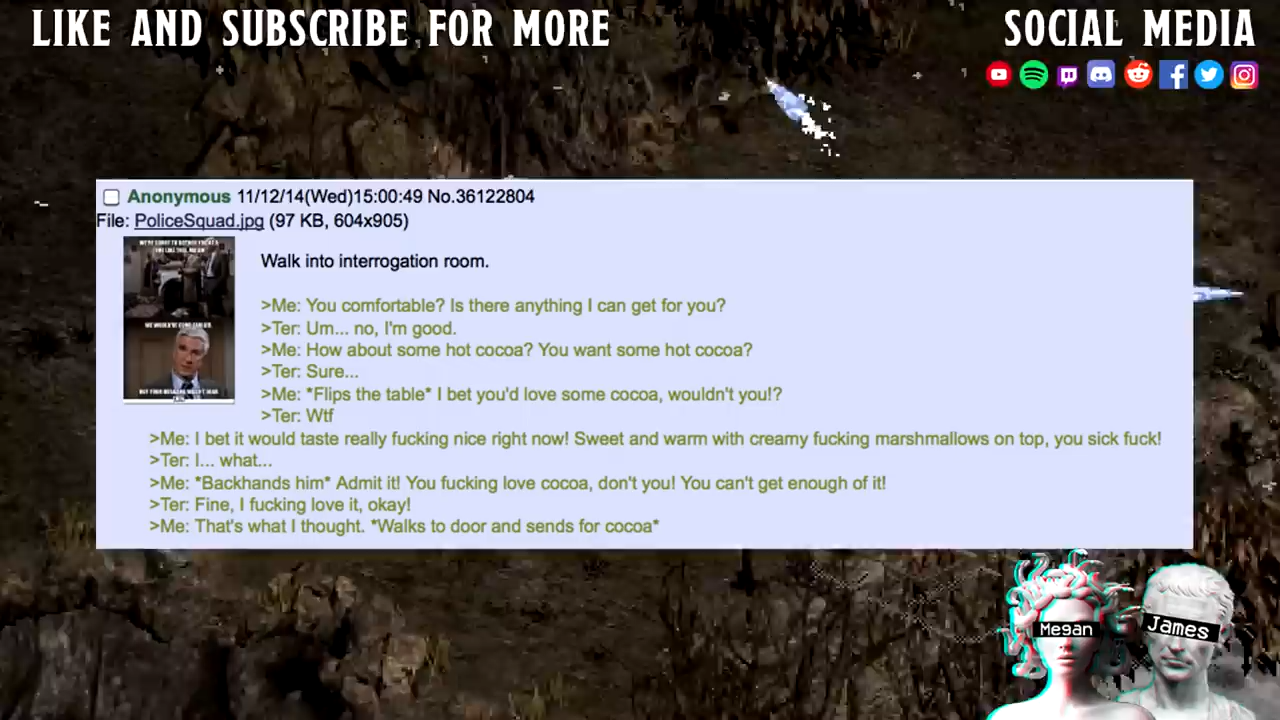 LIKE AND SUBSCRIBE FOR MORE
SOCIAL MEDIA
Anonymous 11/12/14(Wed)15:00:49 No.36122804
File: PoliceSquad.jpg (97 KB, 604x905)
Walk into interrogation room.
>Me: You comfortable? Is there anything I can get for you?
>Ter: Um... no, I'm good.
>Me: How about some hot cocoa? You want some hot cocoa?
>Ter: Sure...
>Me: *Flips the table* I bet you'd love some cocoa, wouldn't you!?
>Ter: Wtf
>Me: I bet it would taste really fucking nice right now! Sweet and warm with creamy fucking marshmallows on top, you sick fuck!
>Ter: I... what...
>Me: *Backhands him* Admit it! You fucking love cocoa, don't you! You can't get enough of it!
>Ter: Fine, I fucking love it, okay!
>Me: That's what I thought. *Walks to door and sends for cocoa*
Megan
James